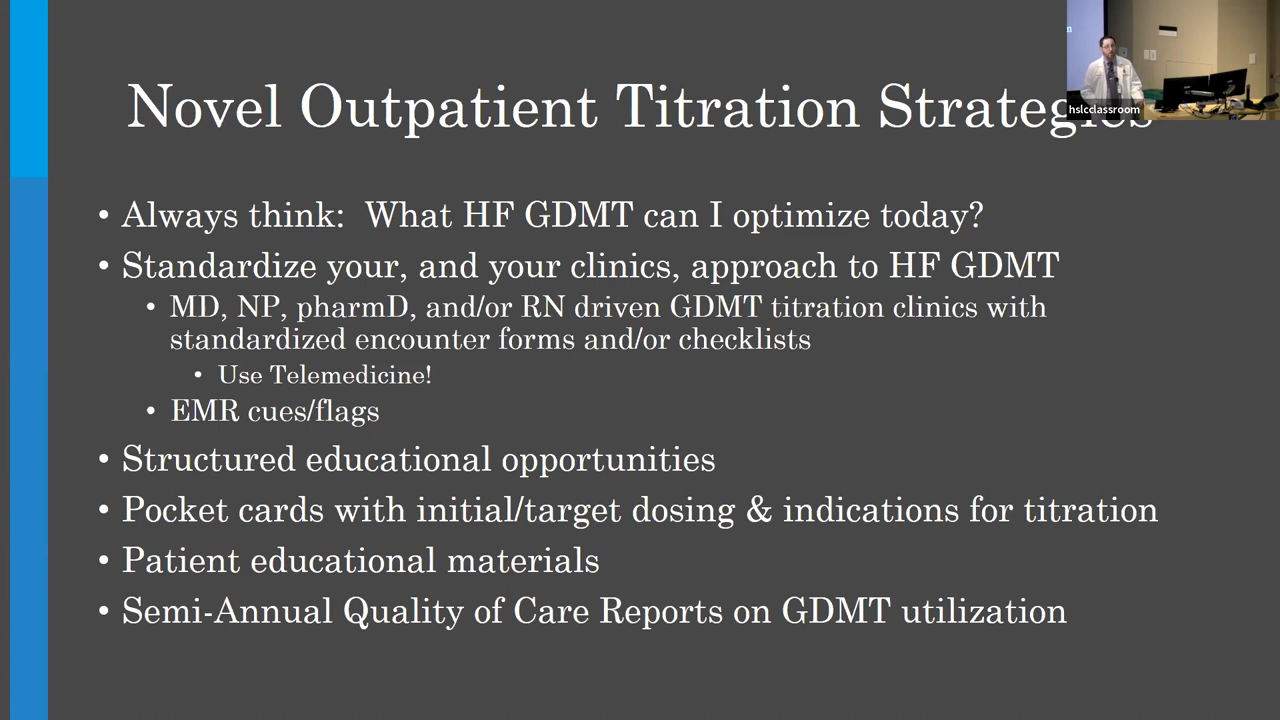 Novel Outpatient Titration Strategies
hslcclassroom
• Always think:  What HF GDMT can I optimize today?
• Standardize your, and your clinics, approach to HF GDMT
• MD, NP, pharmD, and/or RN driven GDMT titration clinics with
standardized encounter forms and/or checklists
• Use Telemedicine!
• EMR cues/flags
• Structured educational opportunities
• Pocket cards with initial/target dosing & indications for titration
• Patient educational materials
• Semi-Annual Quality of Care Reports on GDMT utilization